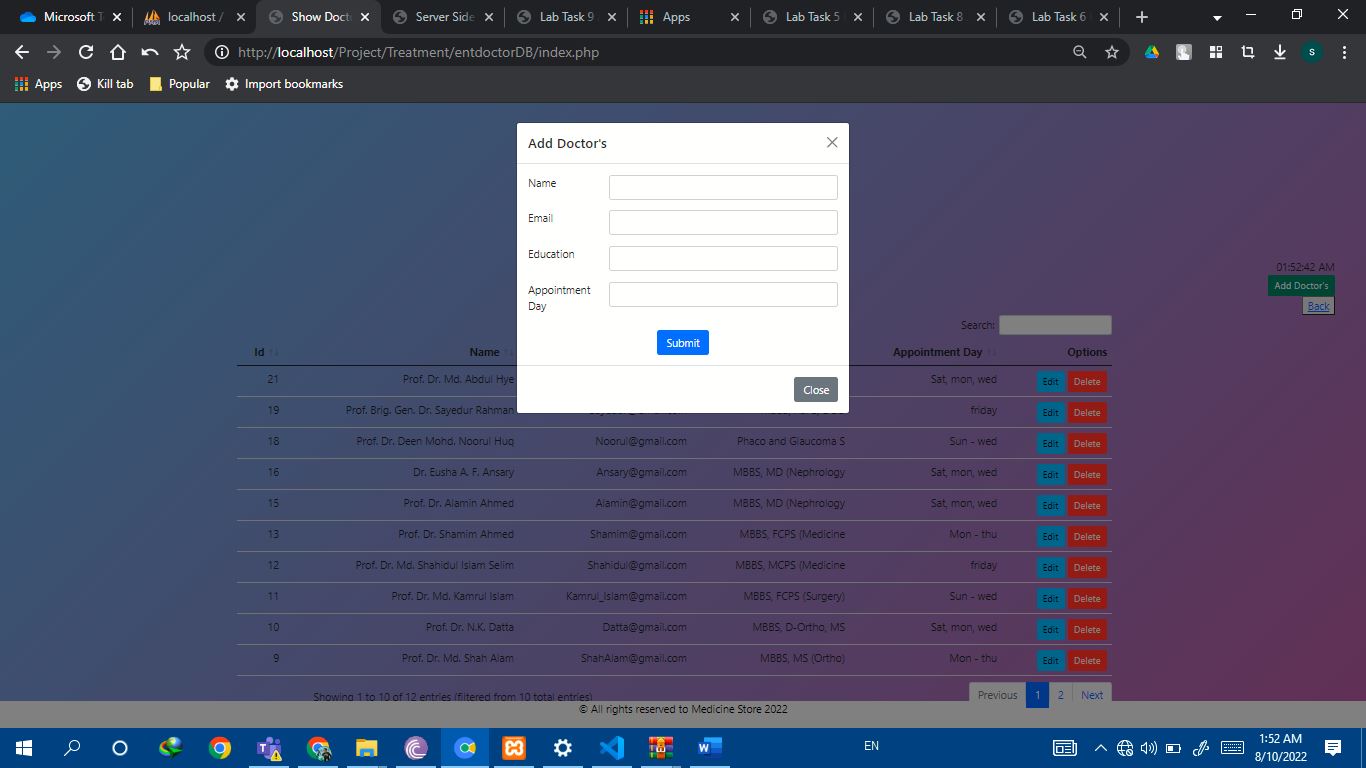 Microsoft T
localhost /
Show Doct
Server Side
Lab Task 9
Apps
Lab Task 5
Lab Task 8
Lab Task 6
http://localhost/Project/Treatment/entdoctorDB/index.php
S
Apps
Kill tab
Popular
Import bookmarks
Add Doctor's
Name
Email
Education
Appointment
Day
Submit
Close
01:52:42 AM
Add Doctor's
Back
Search:
Id Name Appointment Day Options
21 Prof. Dr. Md. Abdul Hye Sat, mon, wed Edit Delete
19 Prof. Brig. Gen. Dr. Sayedur Rahman friday Edit Delete
18 Prof. Dr. Deen Mohd. Noorul Huq Noorul@gmail.com Phaco and Glaucoma S Sun - wed Edit Delete
16 Dr. Eusha A. F. Ansary Ansary@gmail.com MBBS, MD (Nephrology Sat, mon, wed Edit Delete
15 Prof. Dr. Alamin Ahmed Alamin@gmail.com MBBS, MD (Nephrology Sat, mon, wed Edit Delete
13 Prof. Dr. Shamim Ahmed Shamim@gmail.com MBBS, FCPS (Medicine Mon - thu Edit Delete
12 Prof. Dr. Md. Shahidul Islam Selim Shahidul@gmail.com MBBS, MCPS (Medicine friday Edit Delete
11 Prof. Dr. Md. Kamrul Islam Kamrul_Islam@gmail.com MBBS, FCPS (Surgery) Sun - wed Edit Delete
10 Prof. Dr. N.K. Datta Datta@gmail.com MBBS, D-Ortho, MS Sat, mon, wed Edit Delete
9 Prof. Dr. Md. Shah Alam ShahAlam@gmail.com MBBS, MS (Ortho) Mon - thu Edit Delete
Showing 1 to 10 of 12 entries (filtered from 10 total entries)
Previous 1 2 Next
© All rights reserved to Medicine Store 2022
EN
1:52 AM
8/10/2022